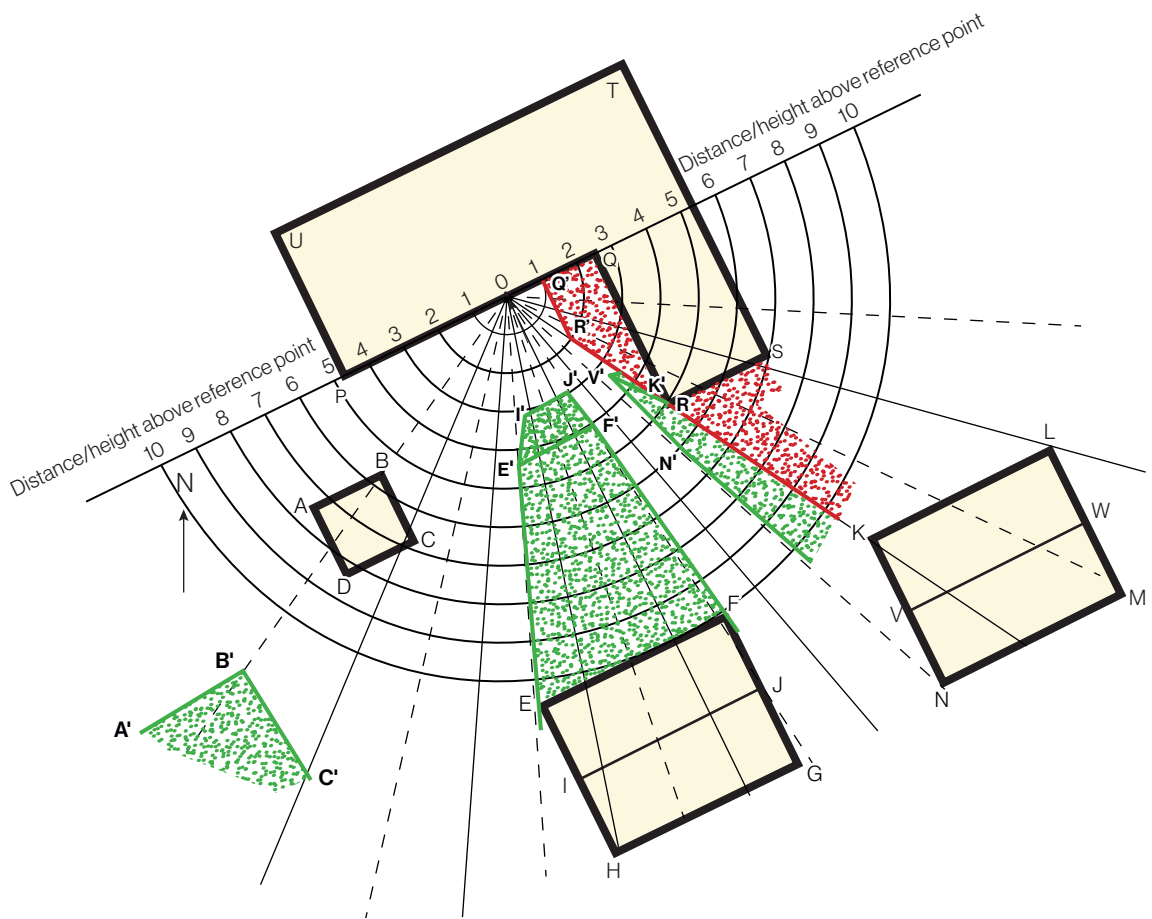 Distance/height above reference point
10
9
8
7
6
5
4
3
2
1
0
1
2
3
4
5
6
7
8
9
10
Distance/height above reference point
T
U
Q
Q'
R'
P
S
R
K'
V'
J'
I'
F'
E'
N'
N
A
B
C
D
L
K
W
V
M
N
F
E
J
I
G
H
B'
A'
C'